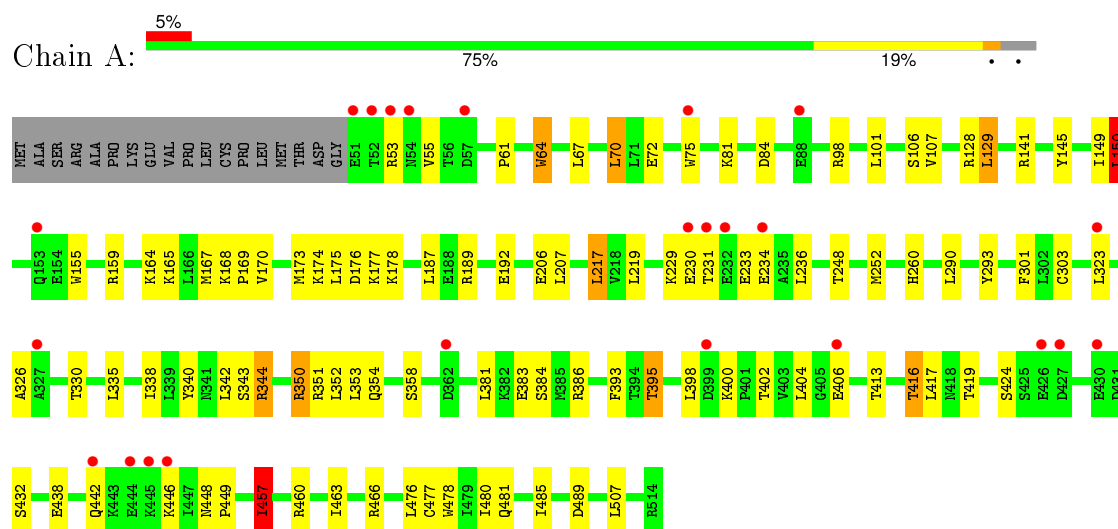 5%
Chain A:
75% 19% • •
MET ALA SER ARG ALA PRO LYS GLU VAL PRO LEU CYS PRO LEU MET THR ASP GLY E51 T52 R53 N54 V55 T56 D57 P61 W64 L67 L70 L71 E72 W75 K81 D84 E88 R98 L101 S106 V107 R128 L129 R141 Y145 I149
Q153 E154 W155 R159 K164 K165 L166 M167 K168 P169 V170 M173 K174 L175 D176 K177 K178 L187 E188 R189 E192 E206 L207 L217 V218 L219 K229 E230 T231 E232 E233 E234 A235 L236 T248 M252 H260 L290 Y293 F301 L302 C303 L323
A326 A327 T330 L335 I338 L339 Y340 N341 L342 S343 R344 R350 R351 L352 L353 Q354 S358 D362 L381 K382 E383 S384 M385 R386 F393 T394 T395 L398 D399 K400 P401 T402 V403 L404 G405 E406 T413 T416 L417 N418 T419 S424 S425 E426 D427 E430 D431
S432 E438 Q442 K443 E444 K445 K446 I447 N448 P449 I457 R460 I463 R466 L476 C477 W478 I479 I480 Q481 I485 D489 L507 R514